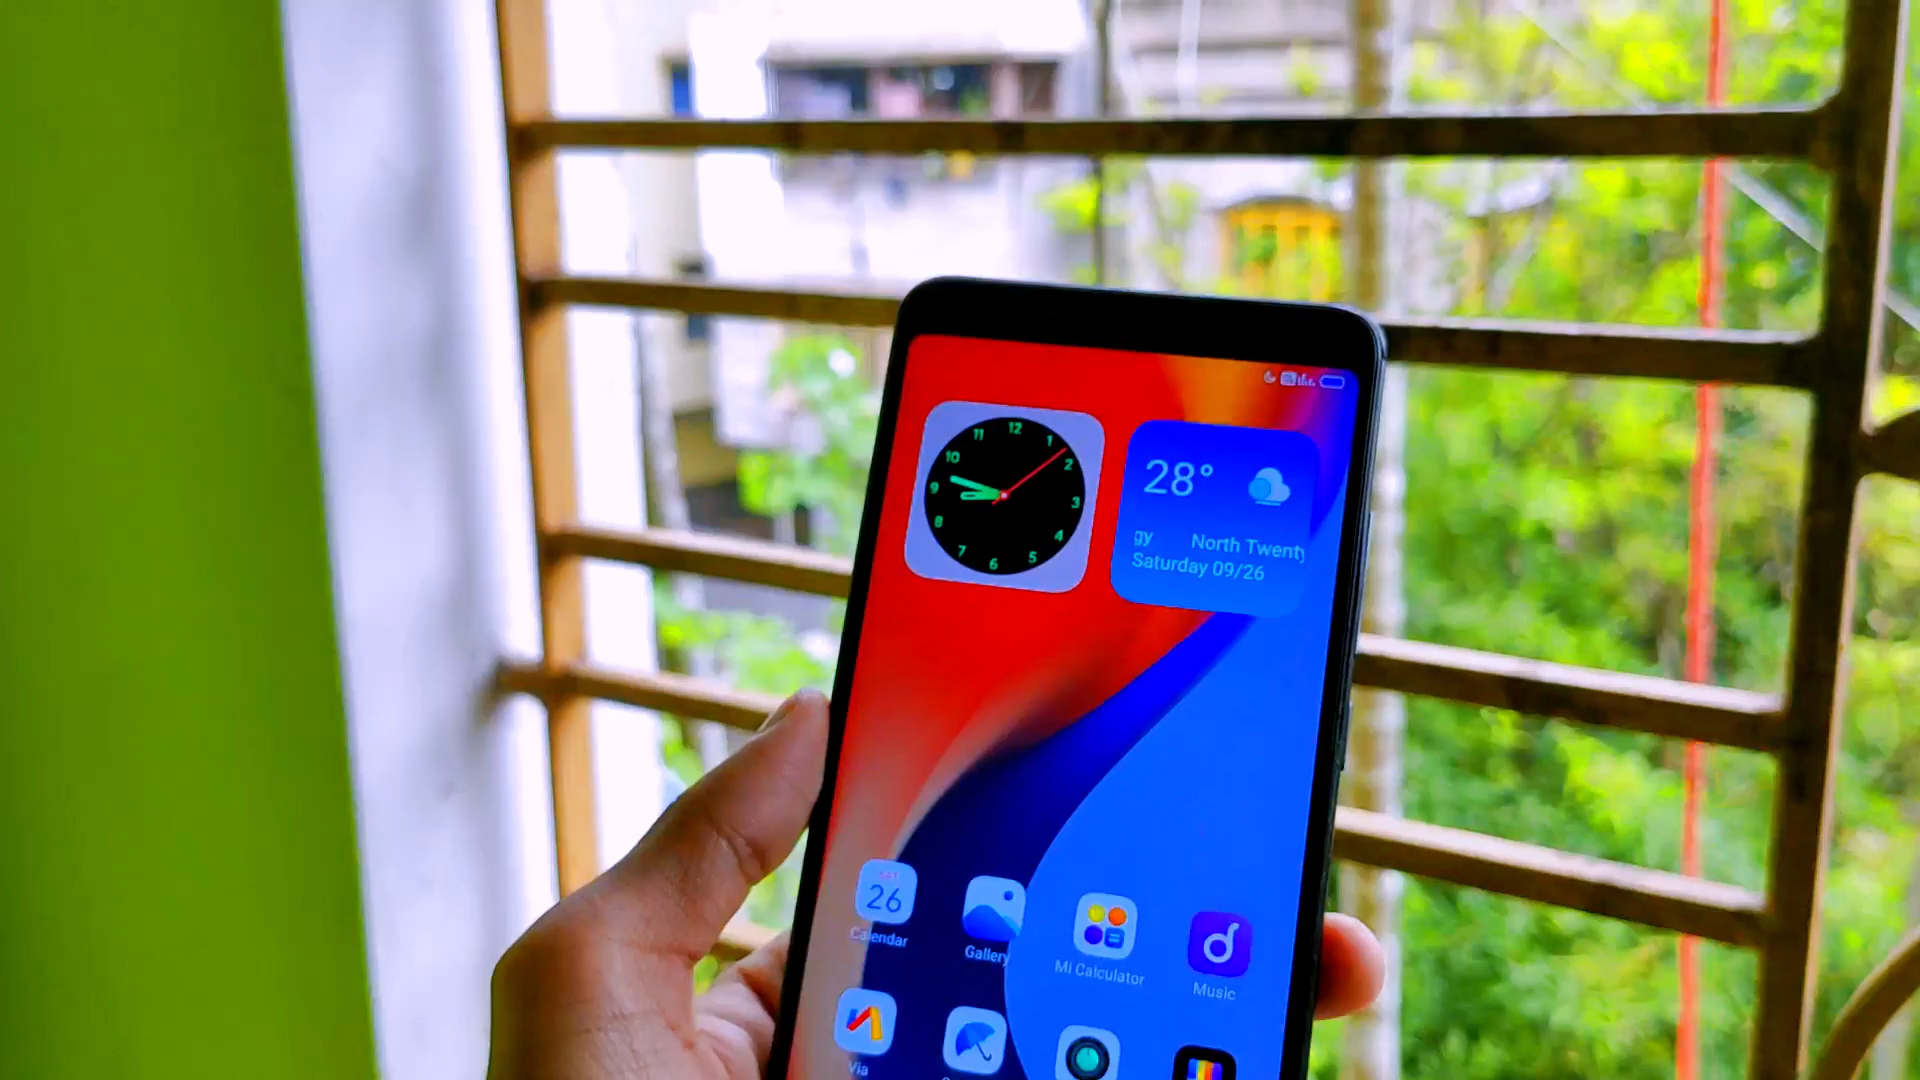 11 12 1
10 2
9 3
8 4
7 6 5
28°
gy North Twenty
Saturday 09/26
SAT
26
Calendar
Gallery
Mi Calculator
Music
Via